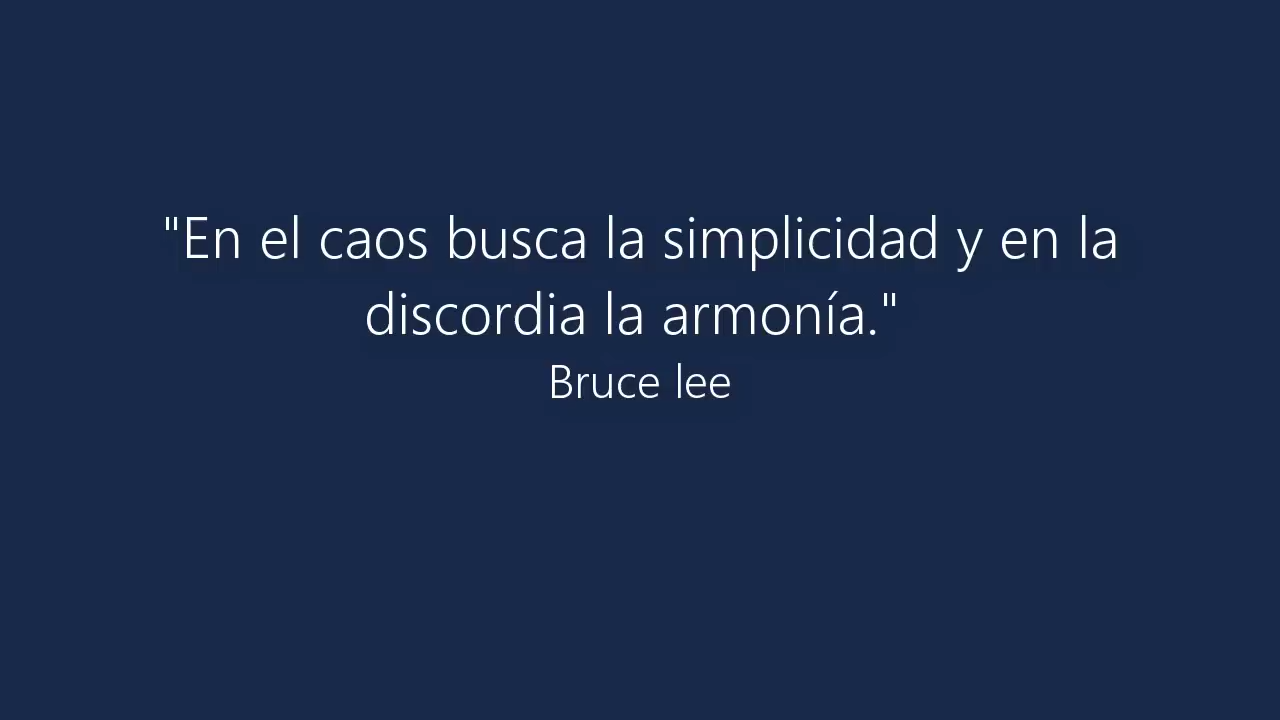 "En el caos busca la simplicidad y en la
discordia la armonía."
Bruce lee